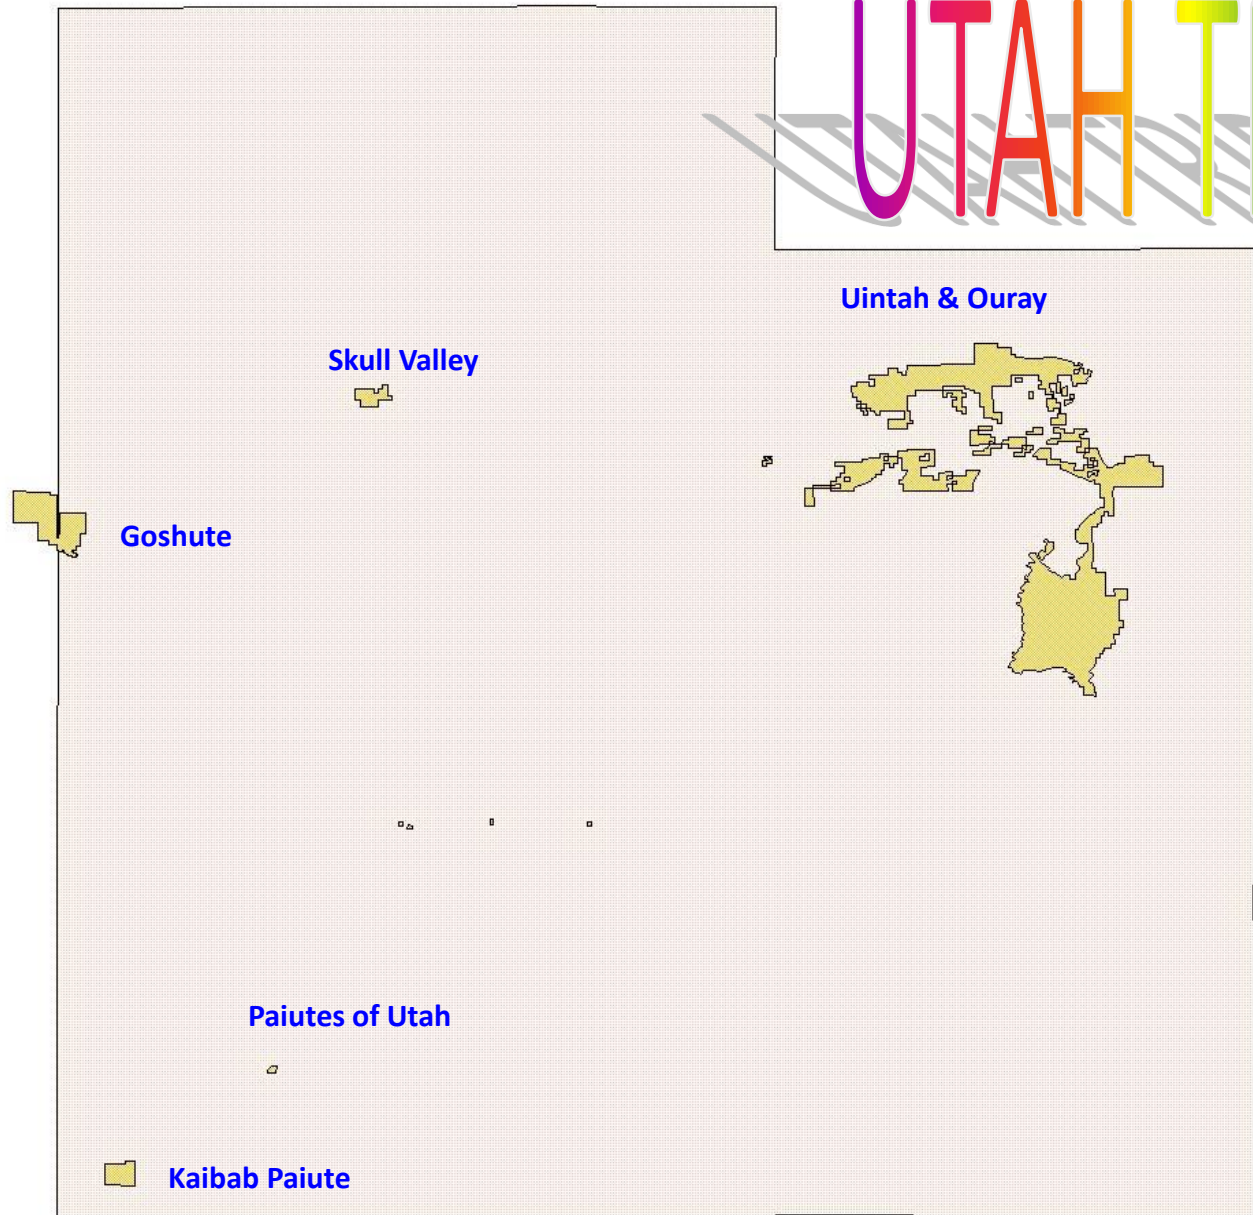 UTAH T
Uintah & Ouray
Skull Valley
Goshute
Paiutes of Utah
Kaibab Paiute